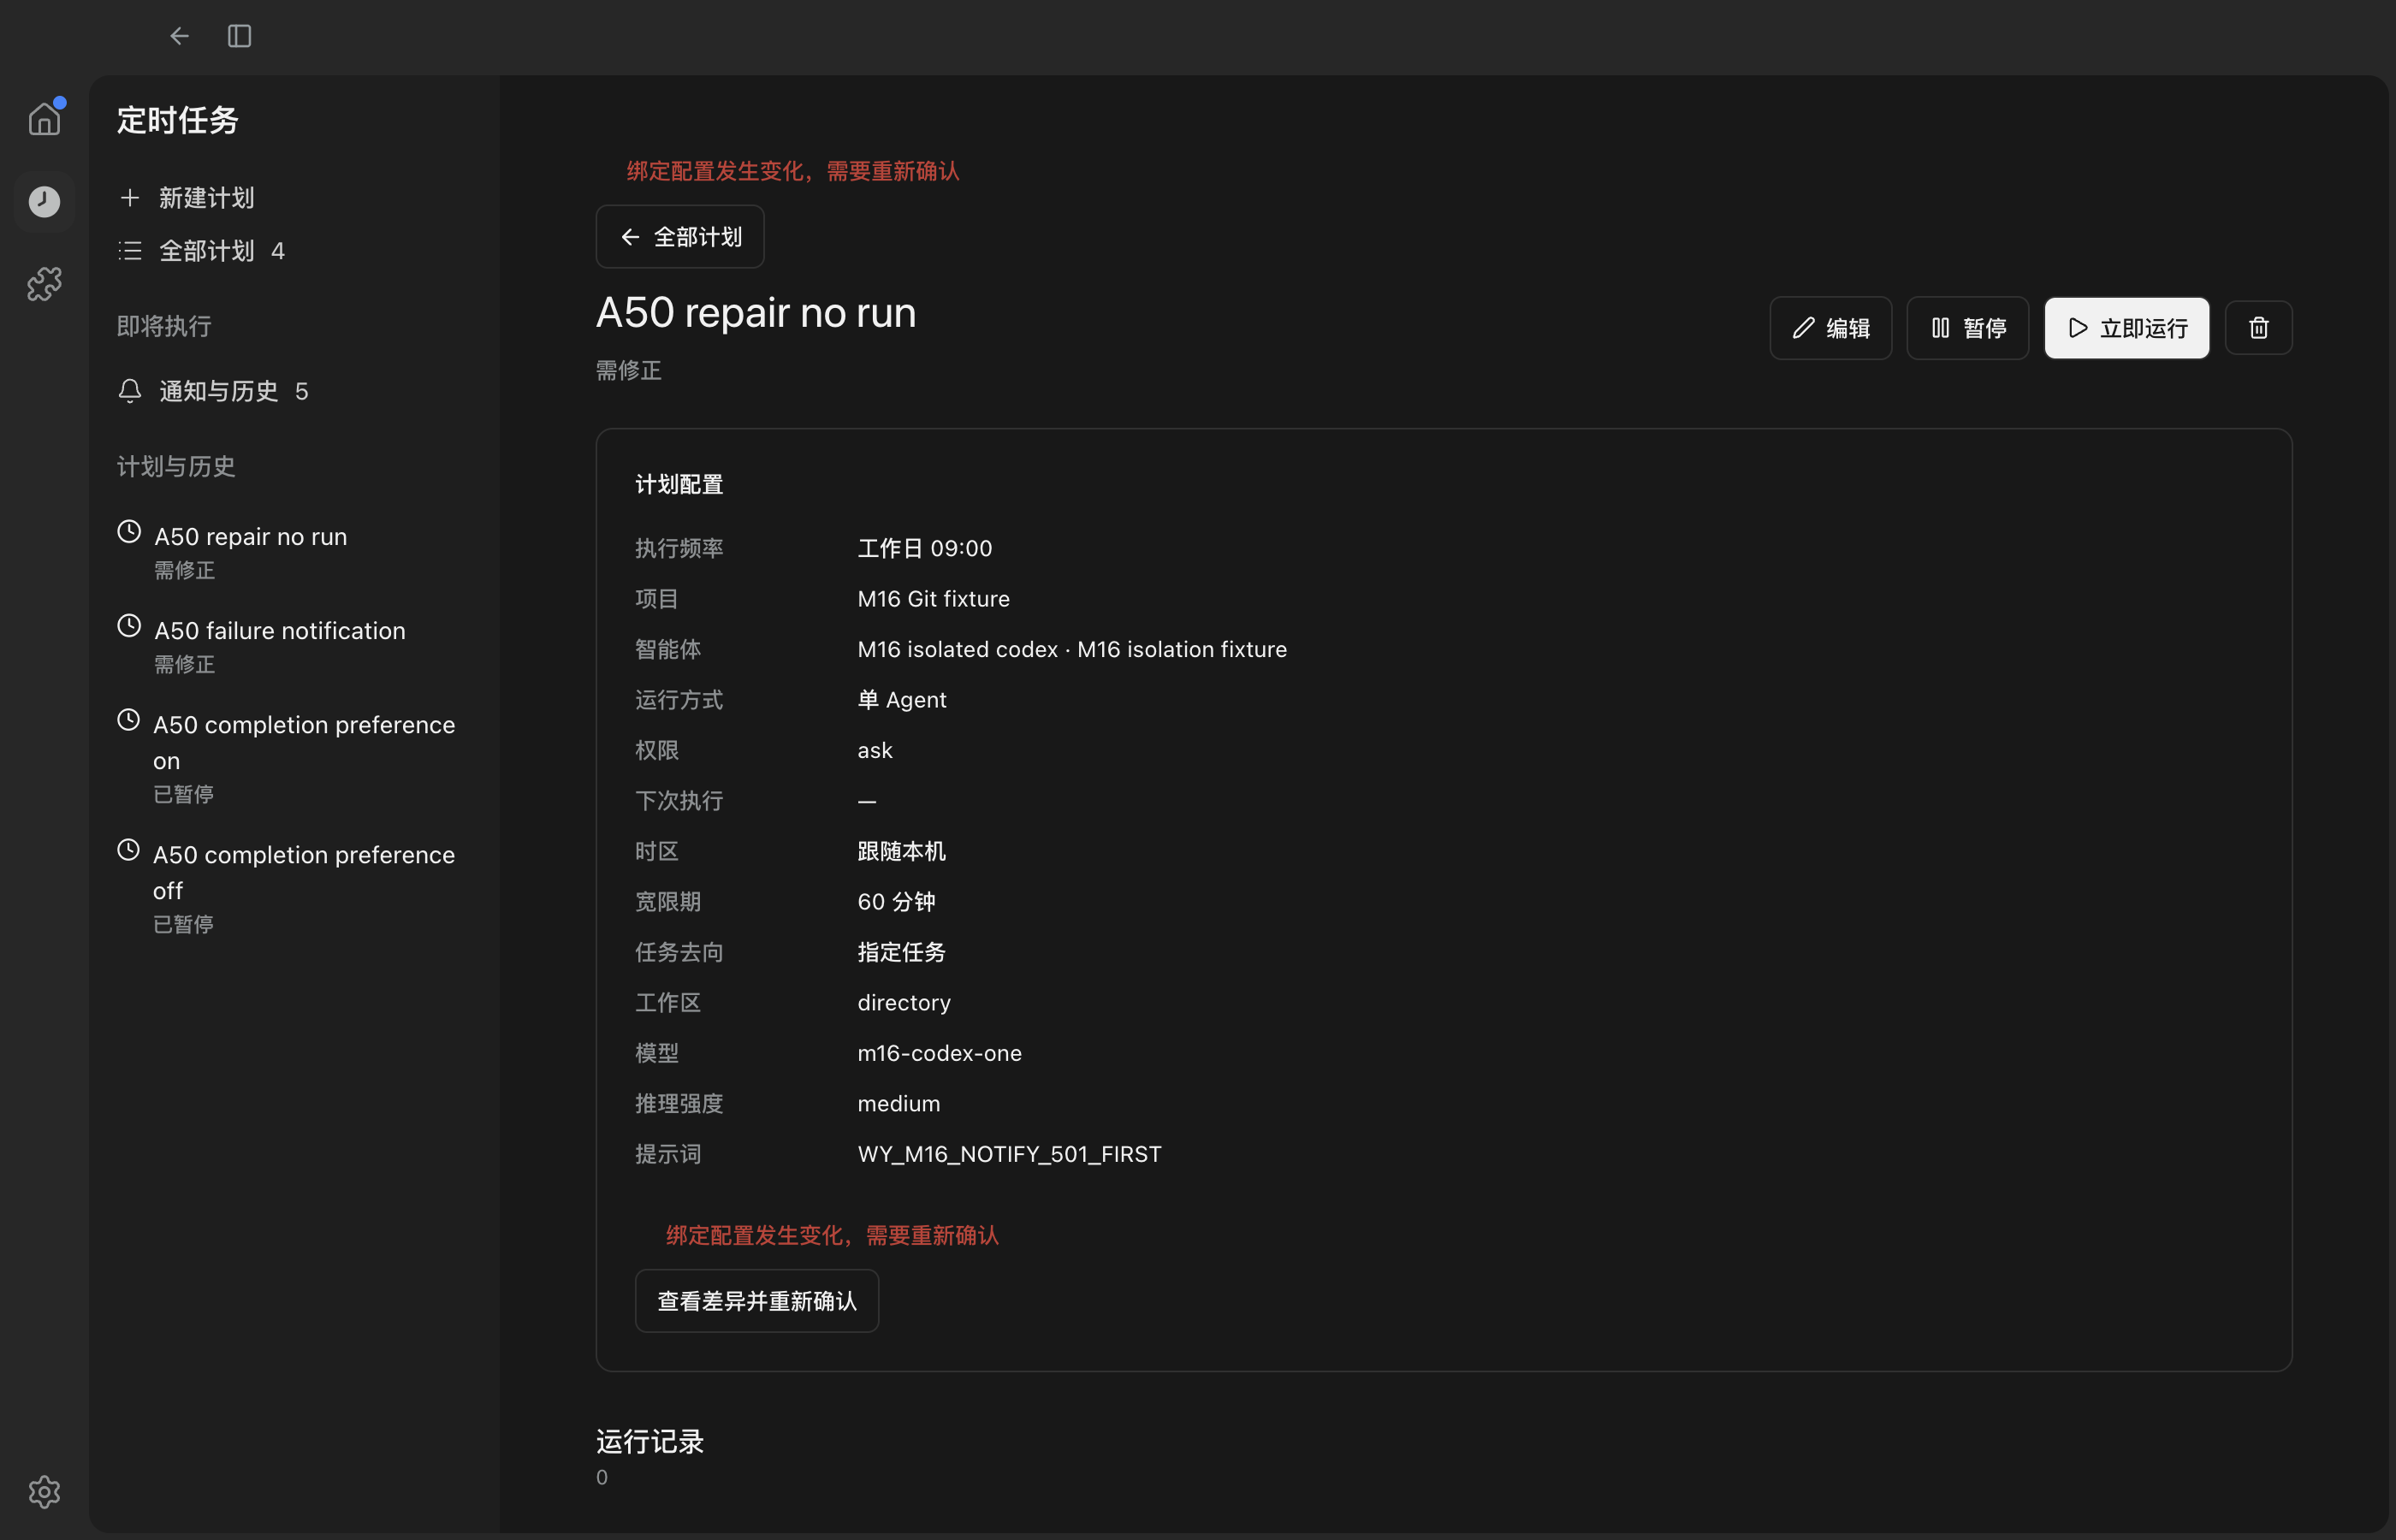 定时任务
新建计划
全部计划 4
即将执行
通知与历史 5
计划与历史
A50 repair no run
需修正
A50 failure notification
需修正
A50 completion preference
on
已暂停
A50 completion preference
off
已暂停
绑定配置发生变化，需要重新确认
全部计划
A50 repair no run
需修正
编辑
暂停
立即运行
计划配置
执行频率 工作日 09:00
项目 M16 Git fixture
智能体 M16 isolated codex · M16 isolation fixture
运行方式 单 Agent
权限 ask
下次执行 —
时区 跟随本机
宽限期 60 分钟
任务去向 指定任务
工作区 directory
模型 m16-codex-one
推理强度 medium
提示词 WY_M16_NOTIFY_501_FIRST
绑定配置发生变化，需要重新确认
查看差异并重新确认
运行记录
0